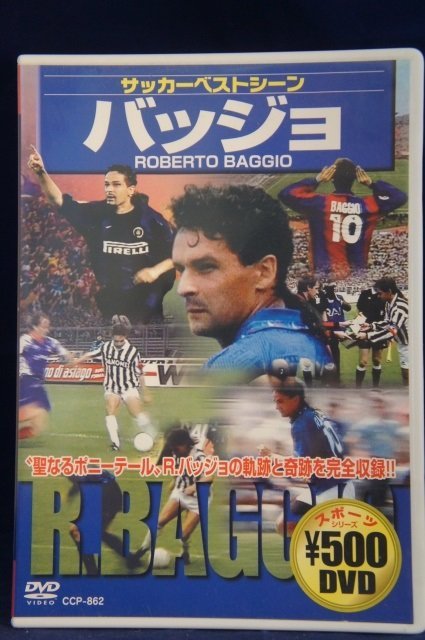 サッカーベストシーン
バッジョ
ROBERTO BAGGIO
PIRELLI
BAGGIO
10
DANONE
do asiago
"聖なるポニーテール〟R.バッジョの軌跡と奇跡を完全収録!!
R.BAGGIO
スポーツ
シリーズ
¥500
DVD
DVD
VIDEO
CCP-862